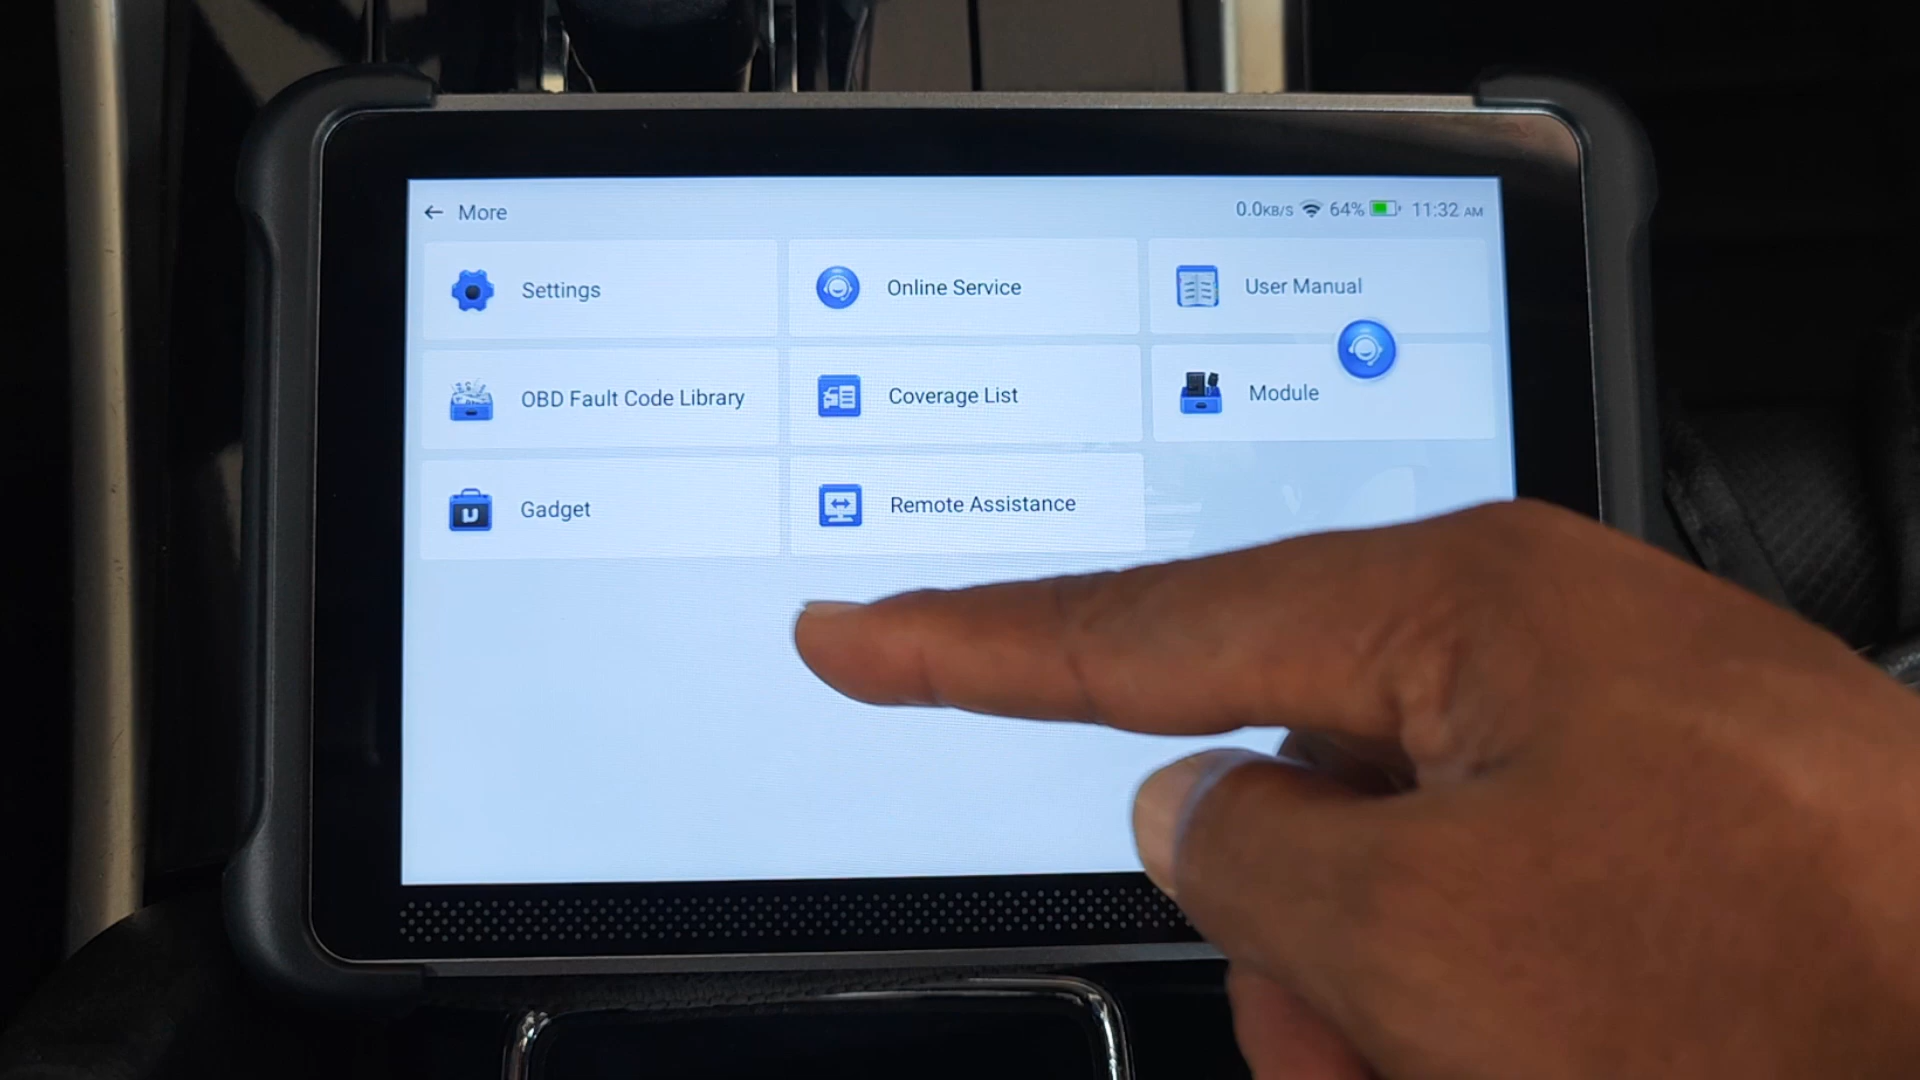 ← More
0.0KB/S 64% 11:32 AM
Settings
Online Service
User Manual
OBD Fault Code Library
Coverage List
Module
Gadget
Remote Assistance